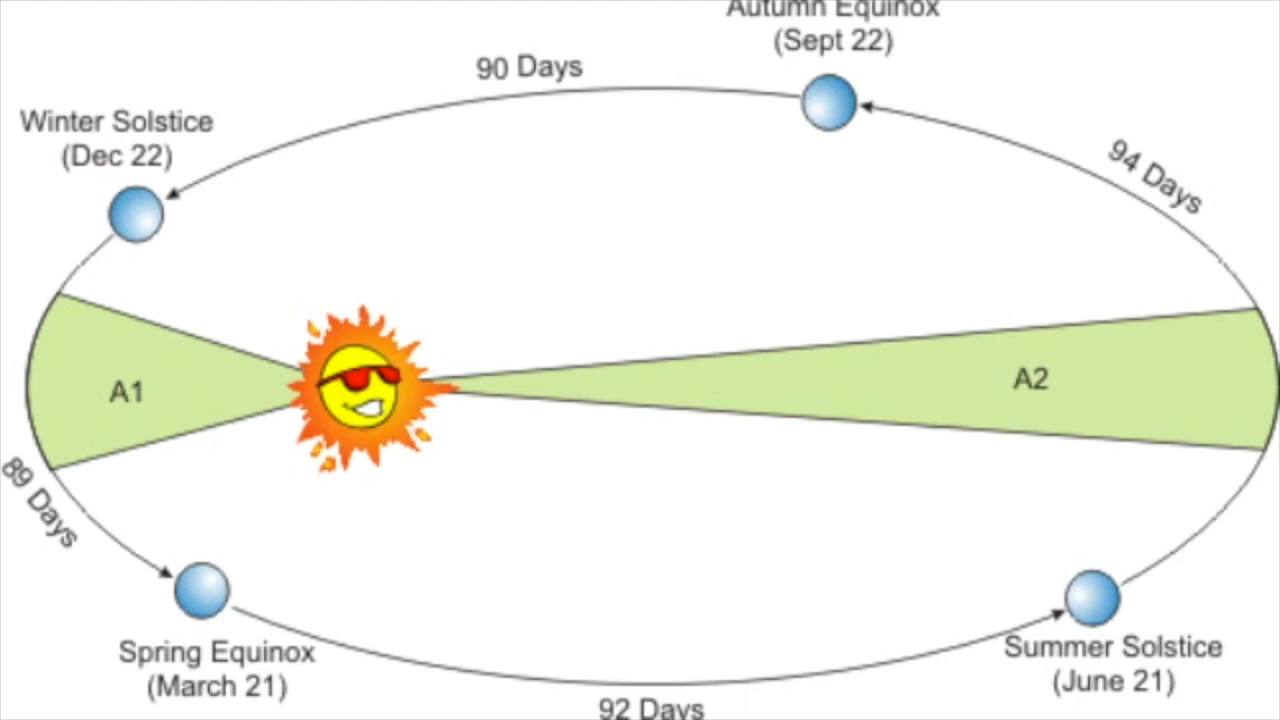 Autumn Equinox
(Sept 22)
90 Days
Winter Solstice
(Dec 22)
94 Days
A1
A2
89 Days
Spring Equinox
(March 21)
Summer Solstice
(June 21)
92 Days